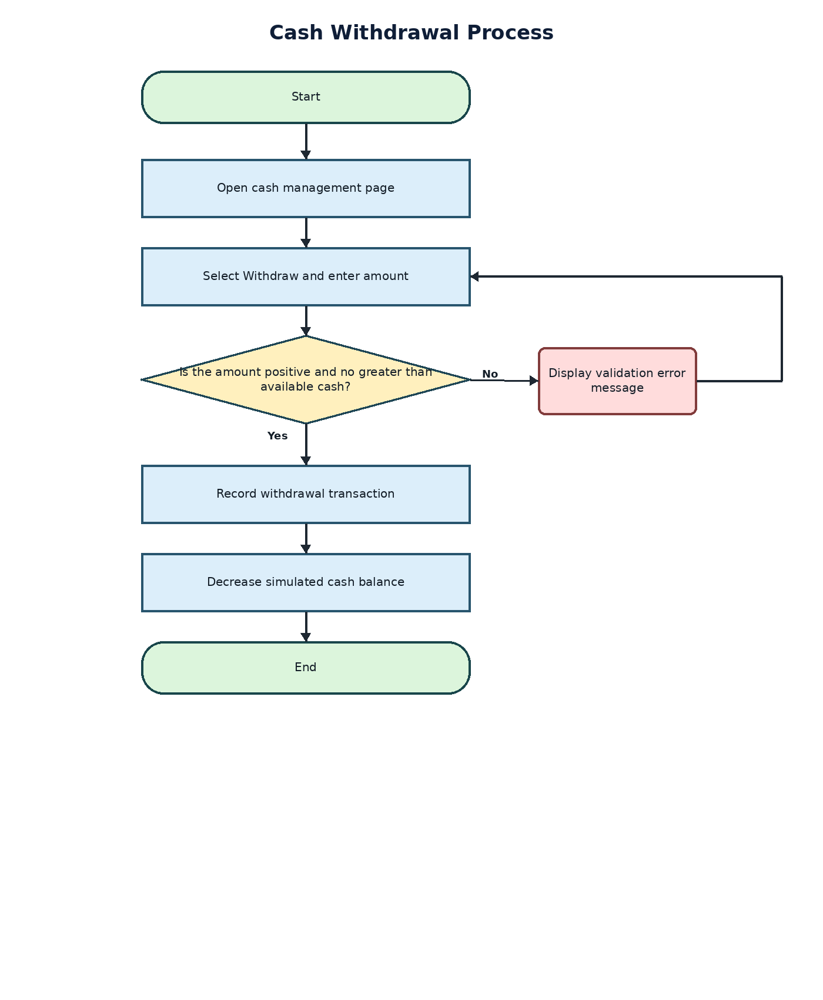 Cash Withdrawal Process
Start
Open cash management page
Select Withdraw and enter amount
Is the amount positive and no greater than
available cash?
No
Display validation error
message
Yes
Record withdrawal transaction
Decrease simulated cash balance
End